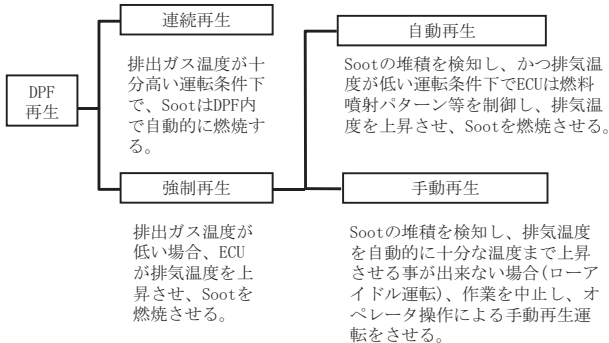 連続再生
排出ガス温度が十
分高い運転条件下
で、SootはDPF内
で自動的に燃焼す
る。
DPF
再生
強制再生
排出ガス温度が
低い場合、ECU
が排気温度を上
昇させ、Sootを
燃焼させる。
自動再生
Sootの堆積を検知し、かつ排気温
度が低い運転条件下でECUは燃料
噴射パターン等を制御し、排気温
度を上昇させ、Sootを燃焼させる。
手動再生
Sootの堆積を検知し、排気温度
を自動的に十分な温度まで上昇
させる事が出来ない場合(ローア
イドル運転)、作業を中止し、オ
ペレータ操作による手動再生運
転をさせる。